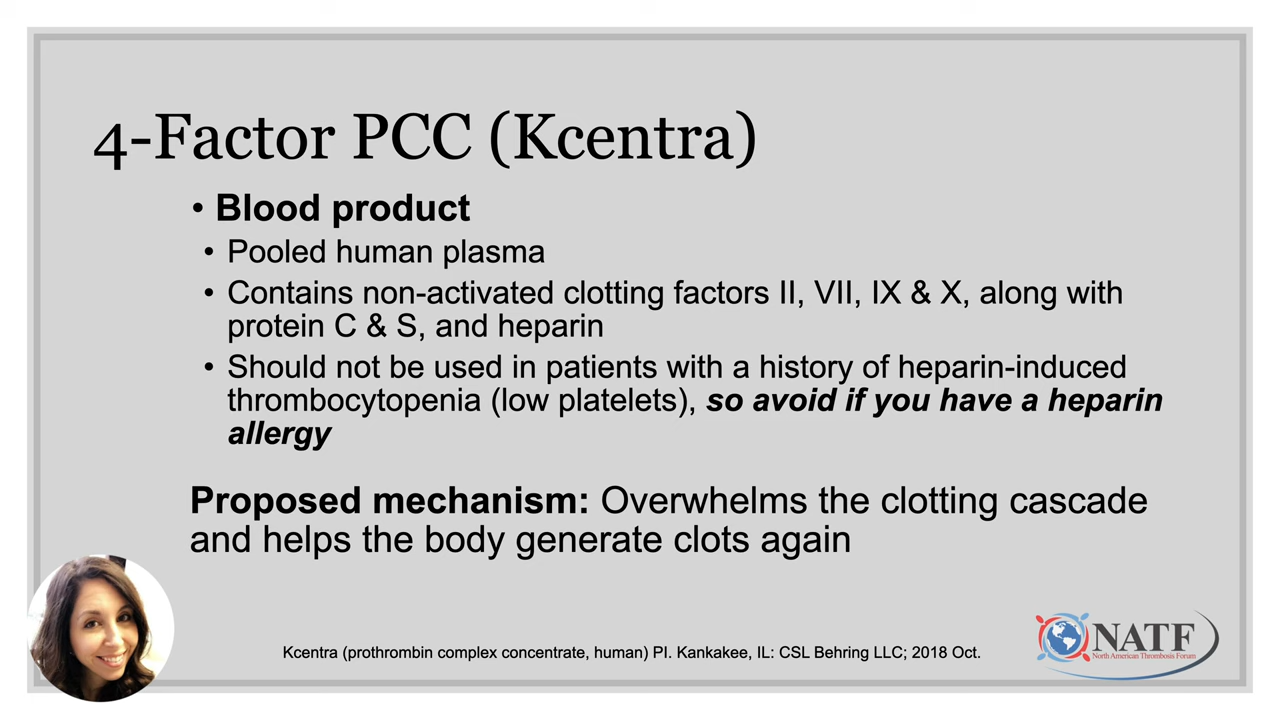 4-Factor PCC (Kcentra)
• Blood product
• Pooled human plasma
• Contains non-activated clotting factors II, VII, IX & X, along with
protein C & S, and heparin
• Should not be used in patients with a history of heparin-induced
thrombocytopenia (low platelets), so avoid if you have a heparin
allergy
Proposed mechanism: Overwhelms the clotting cascade
and helps the body generate clots again
Kcentra (prothrombin complex concentrate, human) PI. Kankakee, IL: CSL Behring LLC; 2018 Oct.
NATF
North American Thrombosis Forum